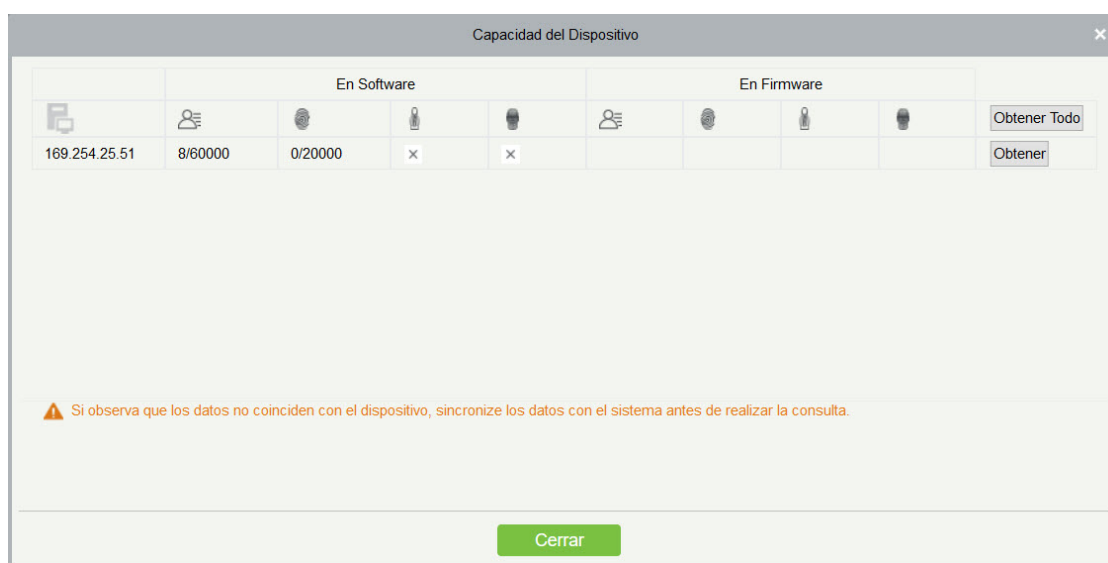 Capacidad del Dispositivo
En Software En Firmware
Obtener Todo
169.254.25.51 8/60000 0/20000 Obtener
Si observa que los datos no coinciden con el dispositivo, sincronize los datos con el sistema antes de realizar la consulta.
Cerrar